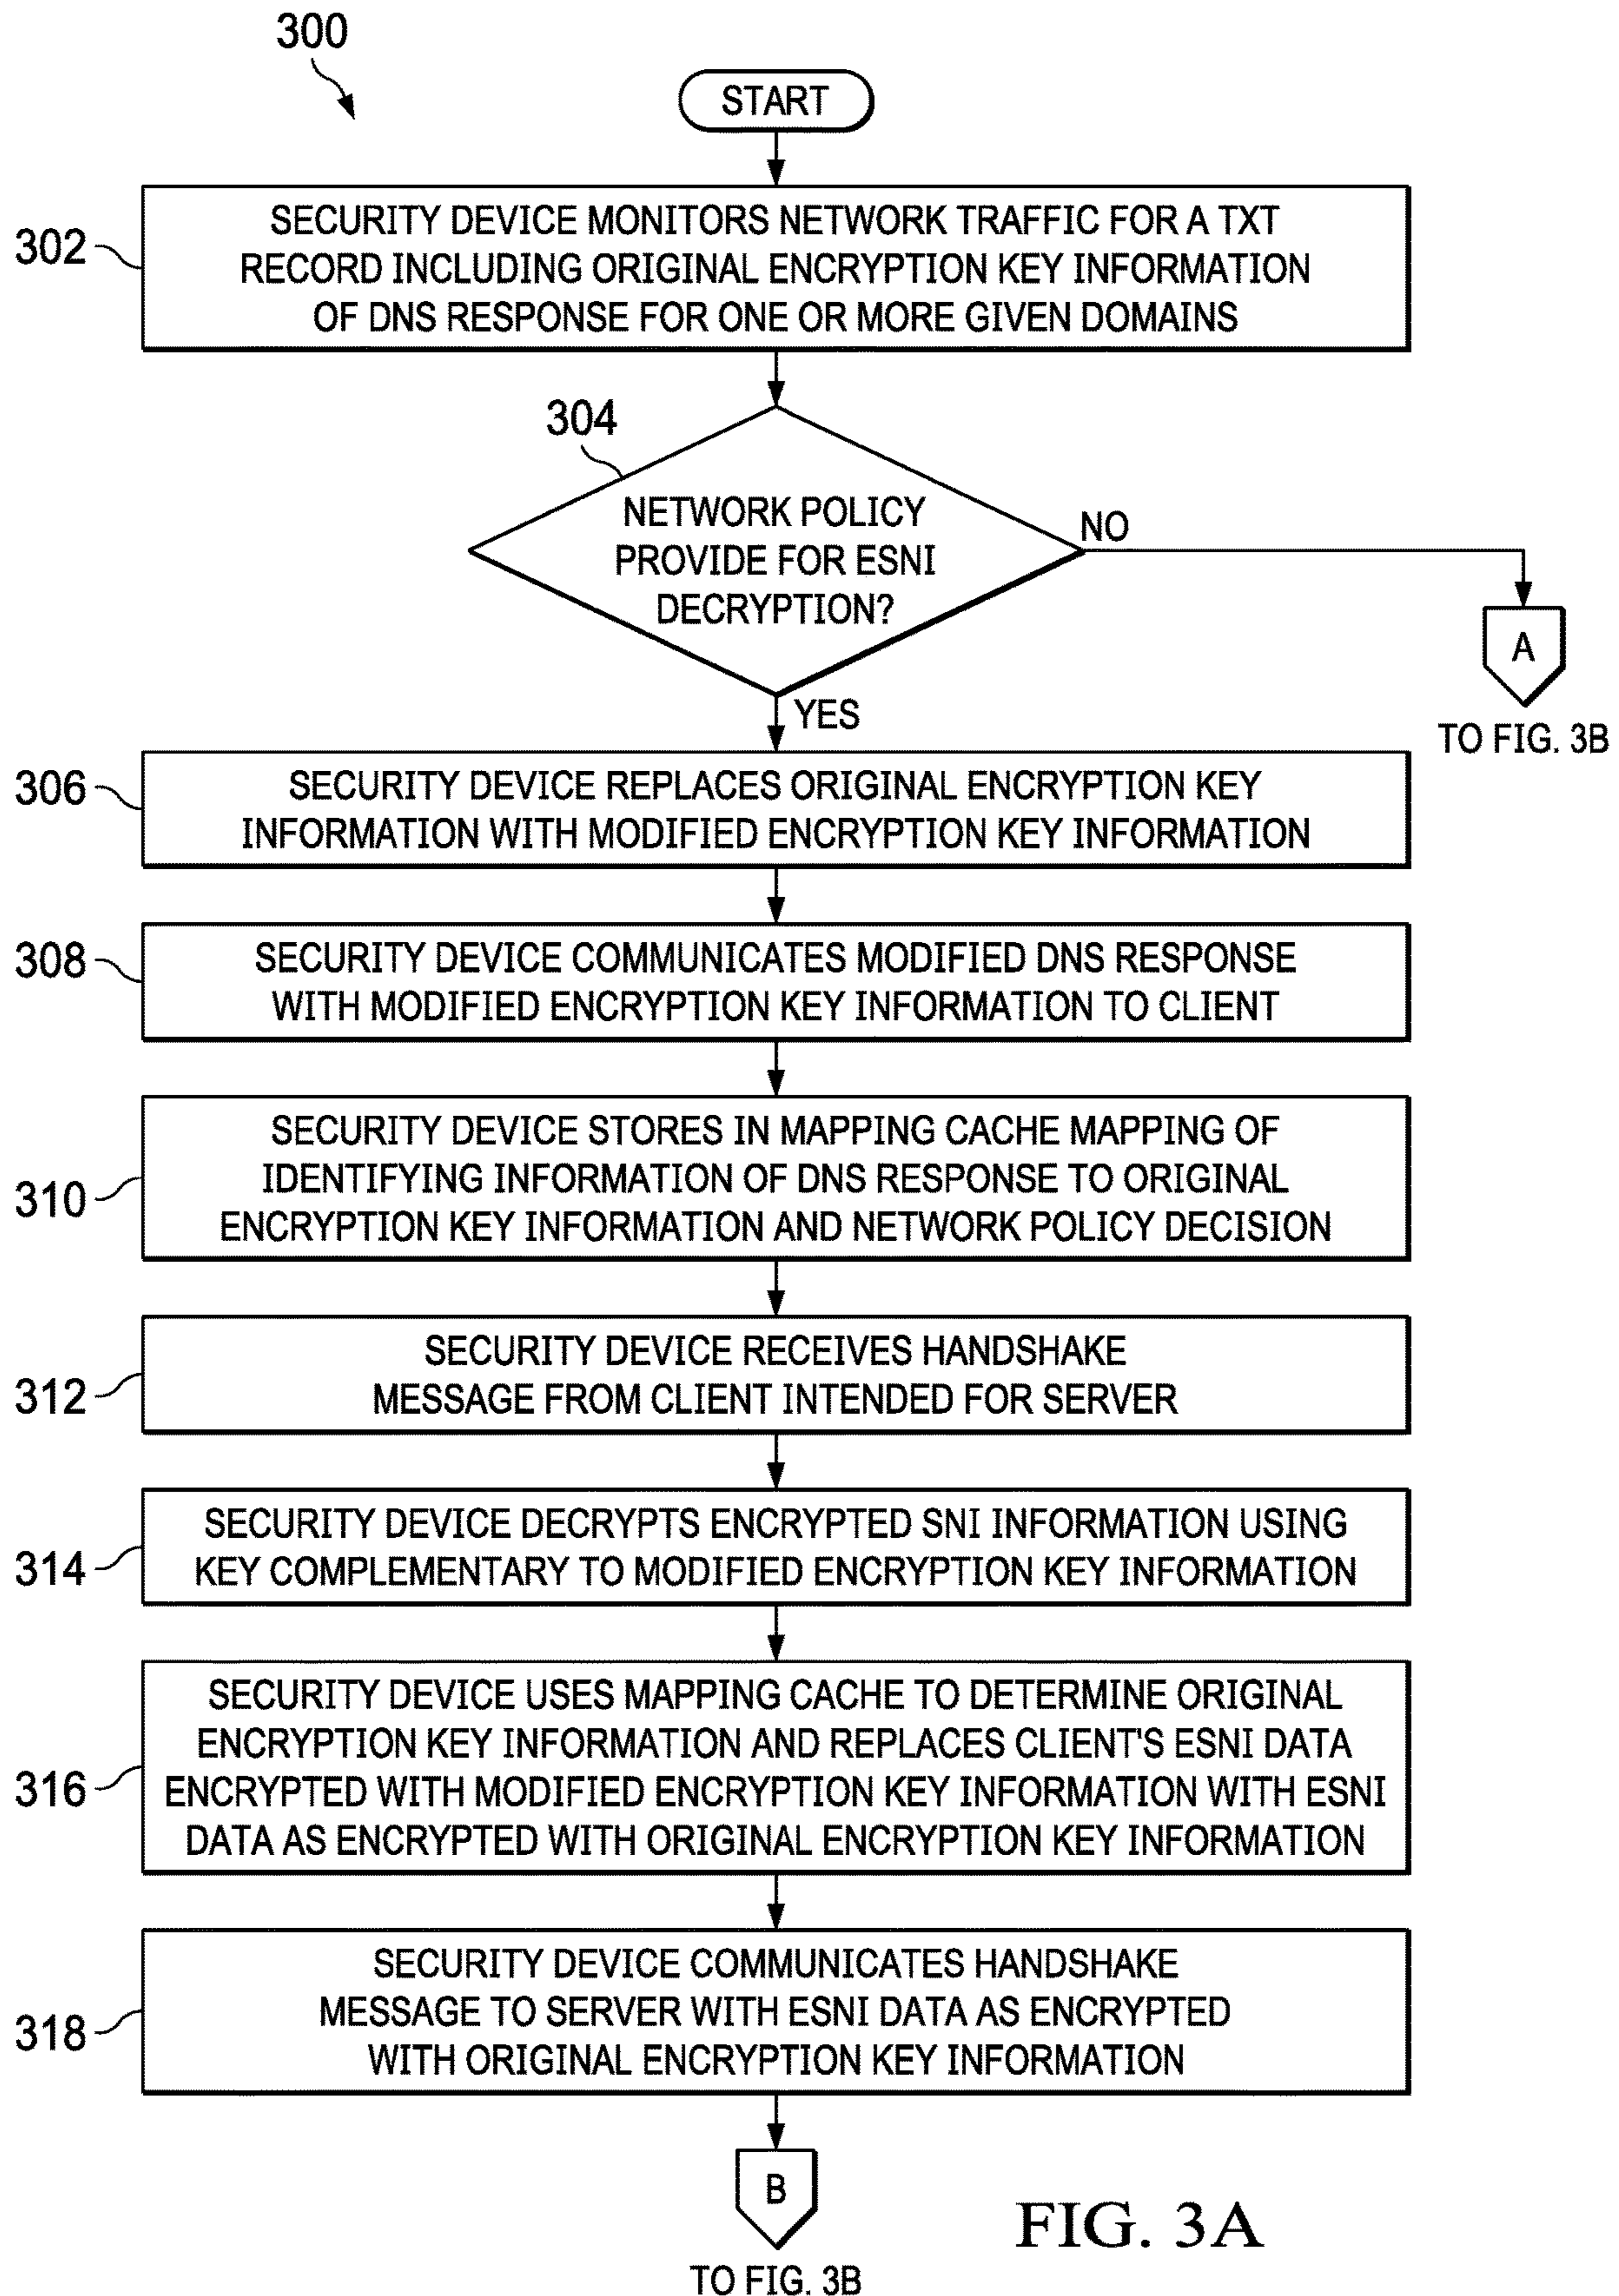 300
START
302
SECURITY DEVICE MONITORS NETWORK TRAFFIC FOR A TXT
RECORD INCLUDING ORIGINAL ENCRYPTION KEY INFORMATION
OF DNS RESPONSE FOR ONE OR MORE GIVEN DOMAINS
304
NETWORK POLICY
PROVIDE FOR ESNI
DECRYPTION?
NO
A
TO FIG. 3B
YES
306
SECURITY DEVICE REPLACES ORIGINAL ENCRYPTION KEY
INFORMATION WITH MODIFIED ENCRYPTION KEY INFORMATION
308
SECURITY DEVICE COMMUNICATES MODIFIED DNS RESPONSE
WITH MODIFIED ENCRYPTION KEY INFORMATION TO CLIENT
310
SECURITY DEVICE STORES IN MAPPING CACHE MAPPING OF
IDENTIFYING INFORMATION OF DNS RESPONSE TO ORIGINAL
ENCRYPTION KEY INFORMATION AND NETWORK POLICY DECISION
312
SECURITY DEVICE RECEIVES HANDSHAKE
MESSAGE FROM CLIENT INTENDED FOR SERVER
314
SECURITY DEVICE DECRYPTS ENCRYPTED SNI INFORMATION USING
KEY COMPLEMENTARY TO MODIFIED ENCRYPTION KEY INFORMATION
316
SECURITY DEVICE USES MAPPING CACHE TO DETERMINE ORIGINAL
ENCRYPTION KEY INFORMATION AND REPLACES CLIENT'S ESNI DATA
ENCRYPTED WITH MODIFIED ENCRYPTION KEY INFORMATION WITH ESNI
DATA AS ENCRYPTED WITH ORIGINAL ENCRYPTION KEY INFORMATION
318
SECURITY DEVICE COMMUNICATES HANDSHAKE
MESSAGE TO SERVER WITH ESNI DATA AS ENCRYPTED
WITH ORIGINAL ENCRYPTION KEY INFORMATION
B
TO FIG. 3B
FIG. 3A